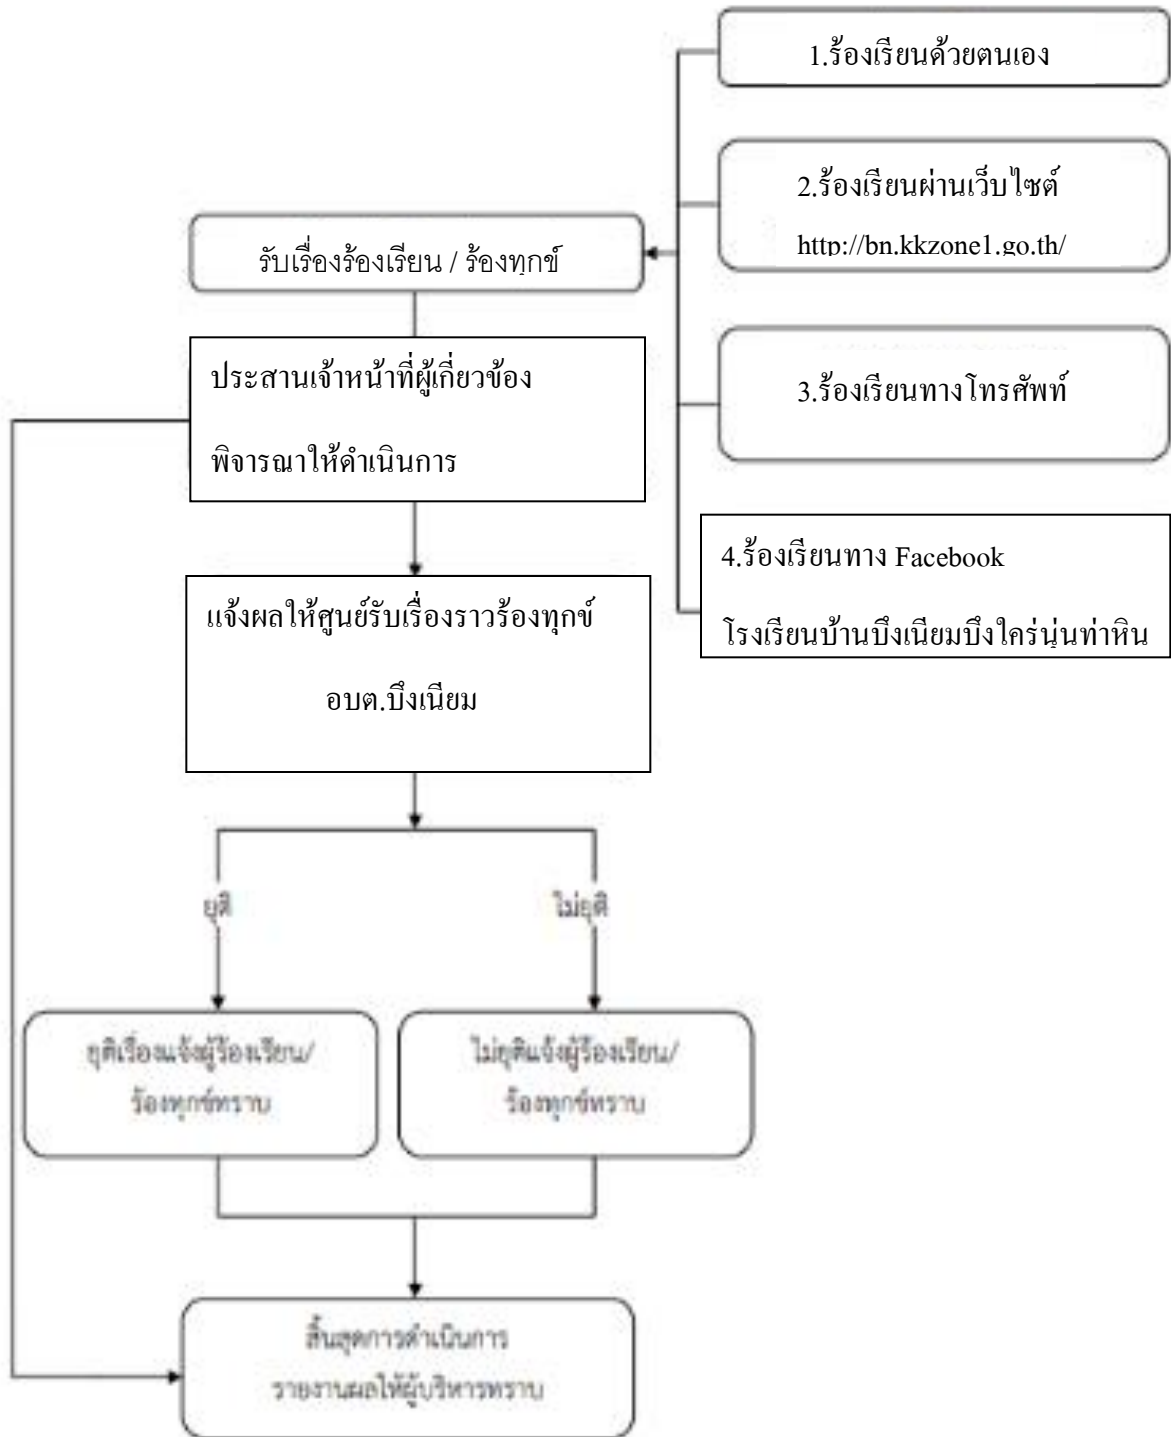 1.ร้องเรียนด้วยตนเอง
2.ร้องเรียนผ่านเว็บไซต์
http://bn.kkzone1.go.th/
รับเรื่องร้องเรียน / ร้องทุกข์
3.ร้องเรียนทางโทรศัพท์
ประสานเจ้าหน้าที่ผู้เกี่ยวข้อง
พิจารณาให้ดำเนินการ
4.ร้องเรียนทาง Facebook
โรงเรียนบ้านบึงเนียมบึงใคร่นุ่นท่าหิน
แจ้งผลให้ศูนย์รับเรื่องราวร้องทุกข์
อบต.บึงเนียม
ยุติ
ไม่ยุติ
ยุติเรื่องแจ้งผู้ร้องเรียน/
ร้องทุกข์ทราบ
ไม่ยุติแจ้งผู้ร้องเรียน/
ร้องทุกข์ทราบ
สิ้นสุดการดำเนินการ
รายงานผลให้ผู้บริหารทราบ